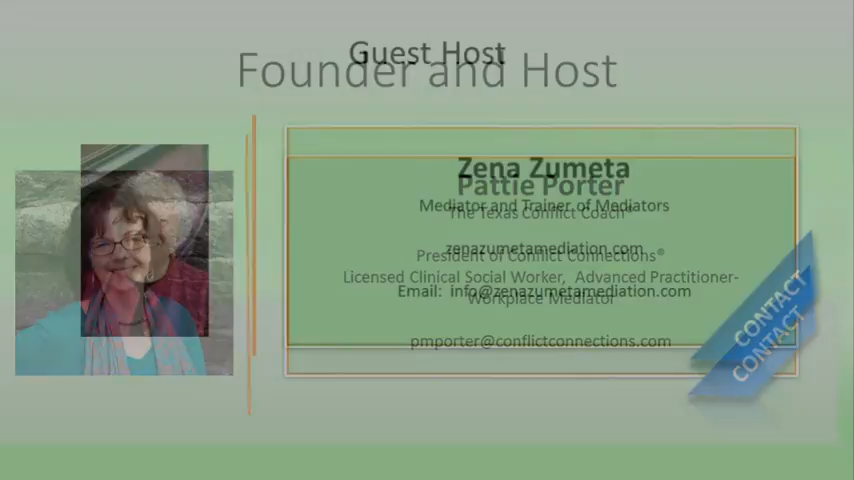 Guest Host
Founder and Host
Zena Zumeta
Pattie Porter
Mediator and Trainer of Mediators
The Texas Conflict Coach®
zenazumetamediation.com
President of Conflict Connections®
Licensed Clinical Social Worker, Advanced Practitioner-
Email: info@zenazumetamediation.com
Workplace Mediator
pmporter@conflictconnections.com
CONTACT
CONTACT